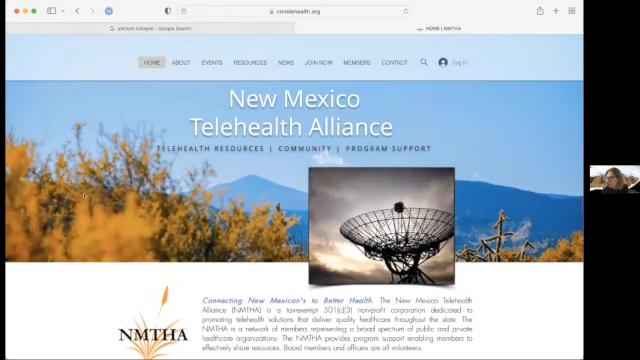 nmtelehealth.org
stetson cologne - Google Search
HOME | NMTHA
HOME ABOUT EVENTS RESOURCES NEWS JOIN NOW MEMBERS CONTACT Log In
New Mexico
Telehealth Alliance
TELEHEALTH RESOURCES | COMMUNITY | PROGRAM SUPPORT
Connecting New Mexican's to Better Health. The New Mexico Telehealth
Alliance (NMTHA) is a tax-exempt 501(c)(3) non-profit corporation dedicated to
promoting telehealth solutions that deliver quality healthcare throughout the state. The
NMTHA is a network of members representing a broad spectrum of public and private
healthcare organizations. The NMTHA provides program support enabling members to
effectively share resources. Board members and officers are all volunteers.
NMTHA